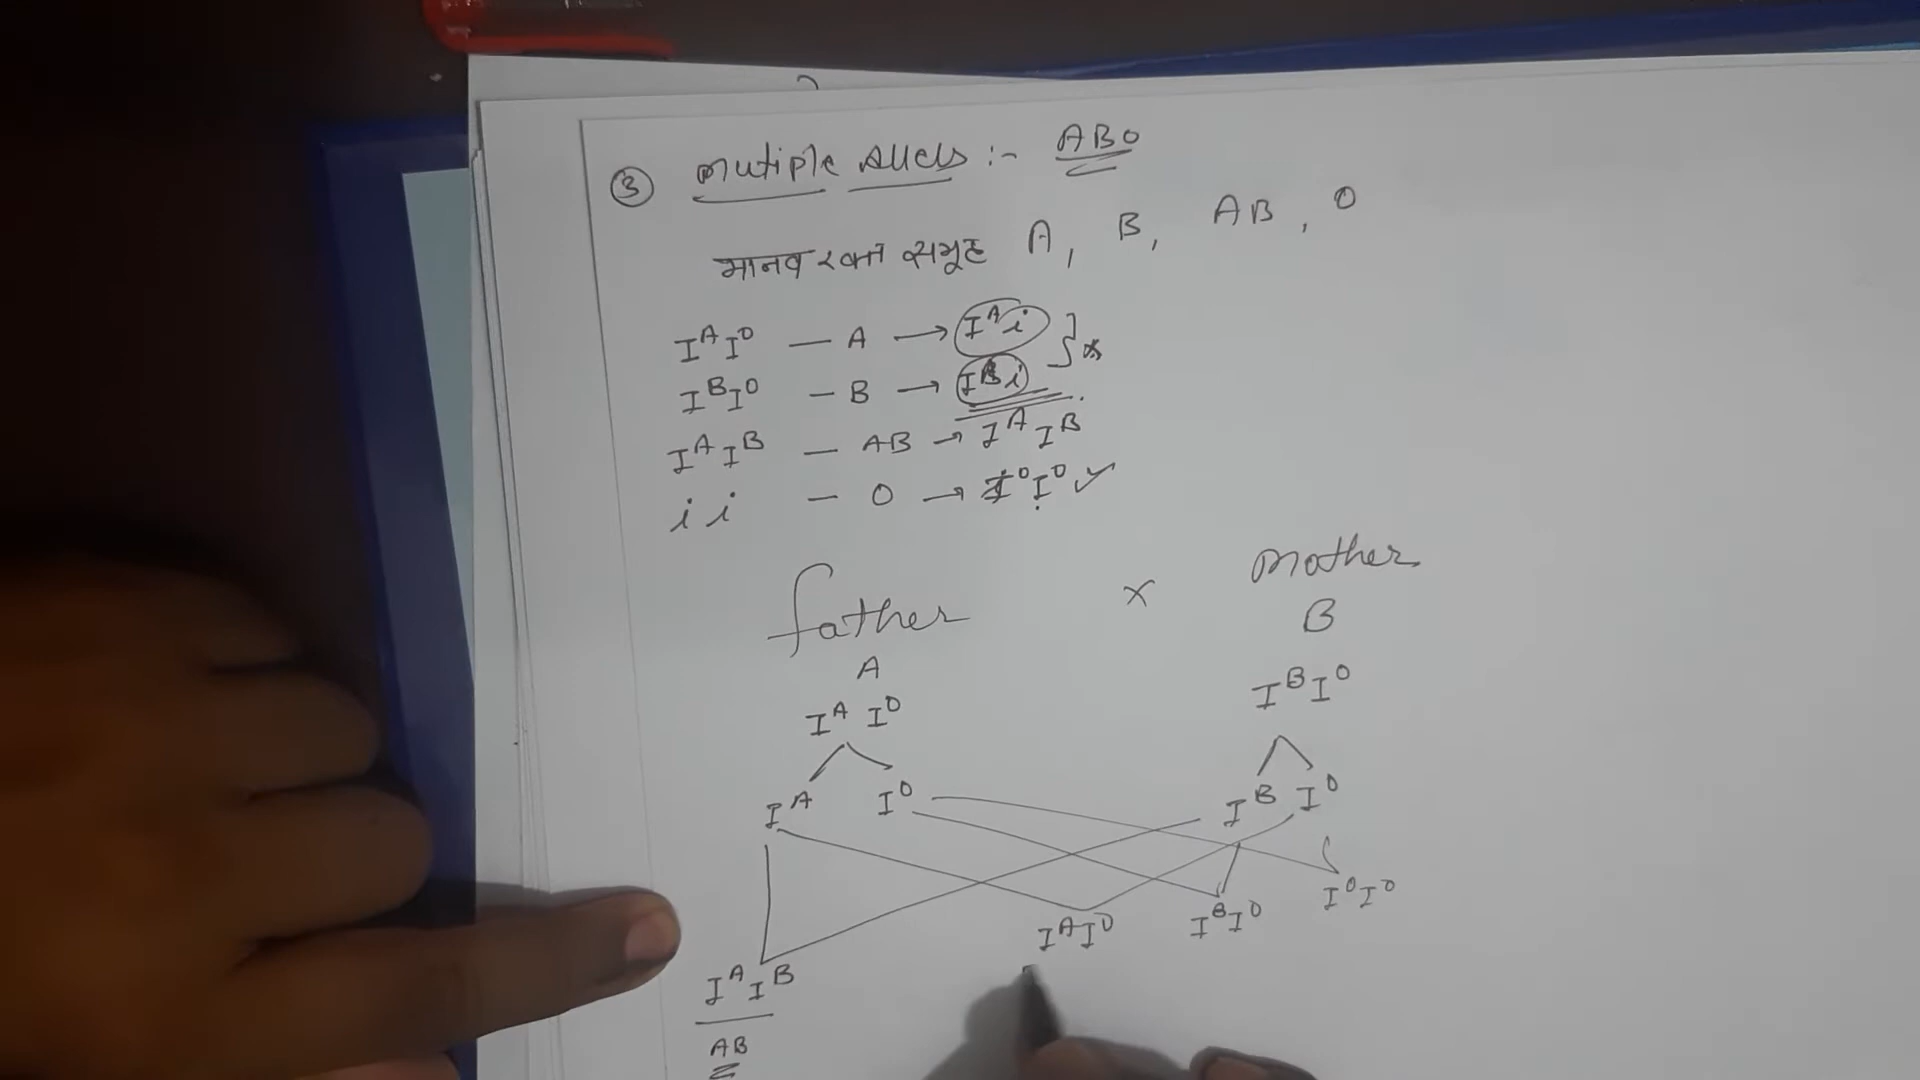 ③ mutiple Allels :- ABO
मानव रक्त समूह A, B, AB, O
I^A I^O — A → I^A i
I^B I^O — B → I^B i
I^A I^B — AB → I^A I^B
i i — O → I^O I^O ✓
father × mother
A B
I^A I^O I^B I^O
I^A I^O I^B I^O
I^A I^B I^A I^O I^B I^O I^O I^O
AB